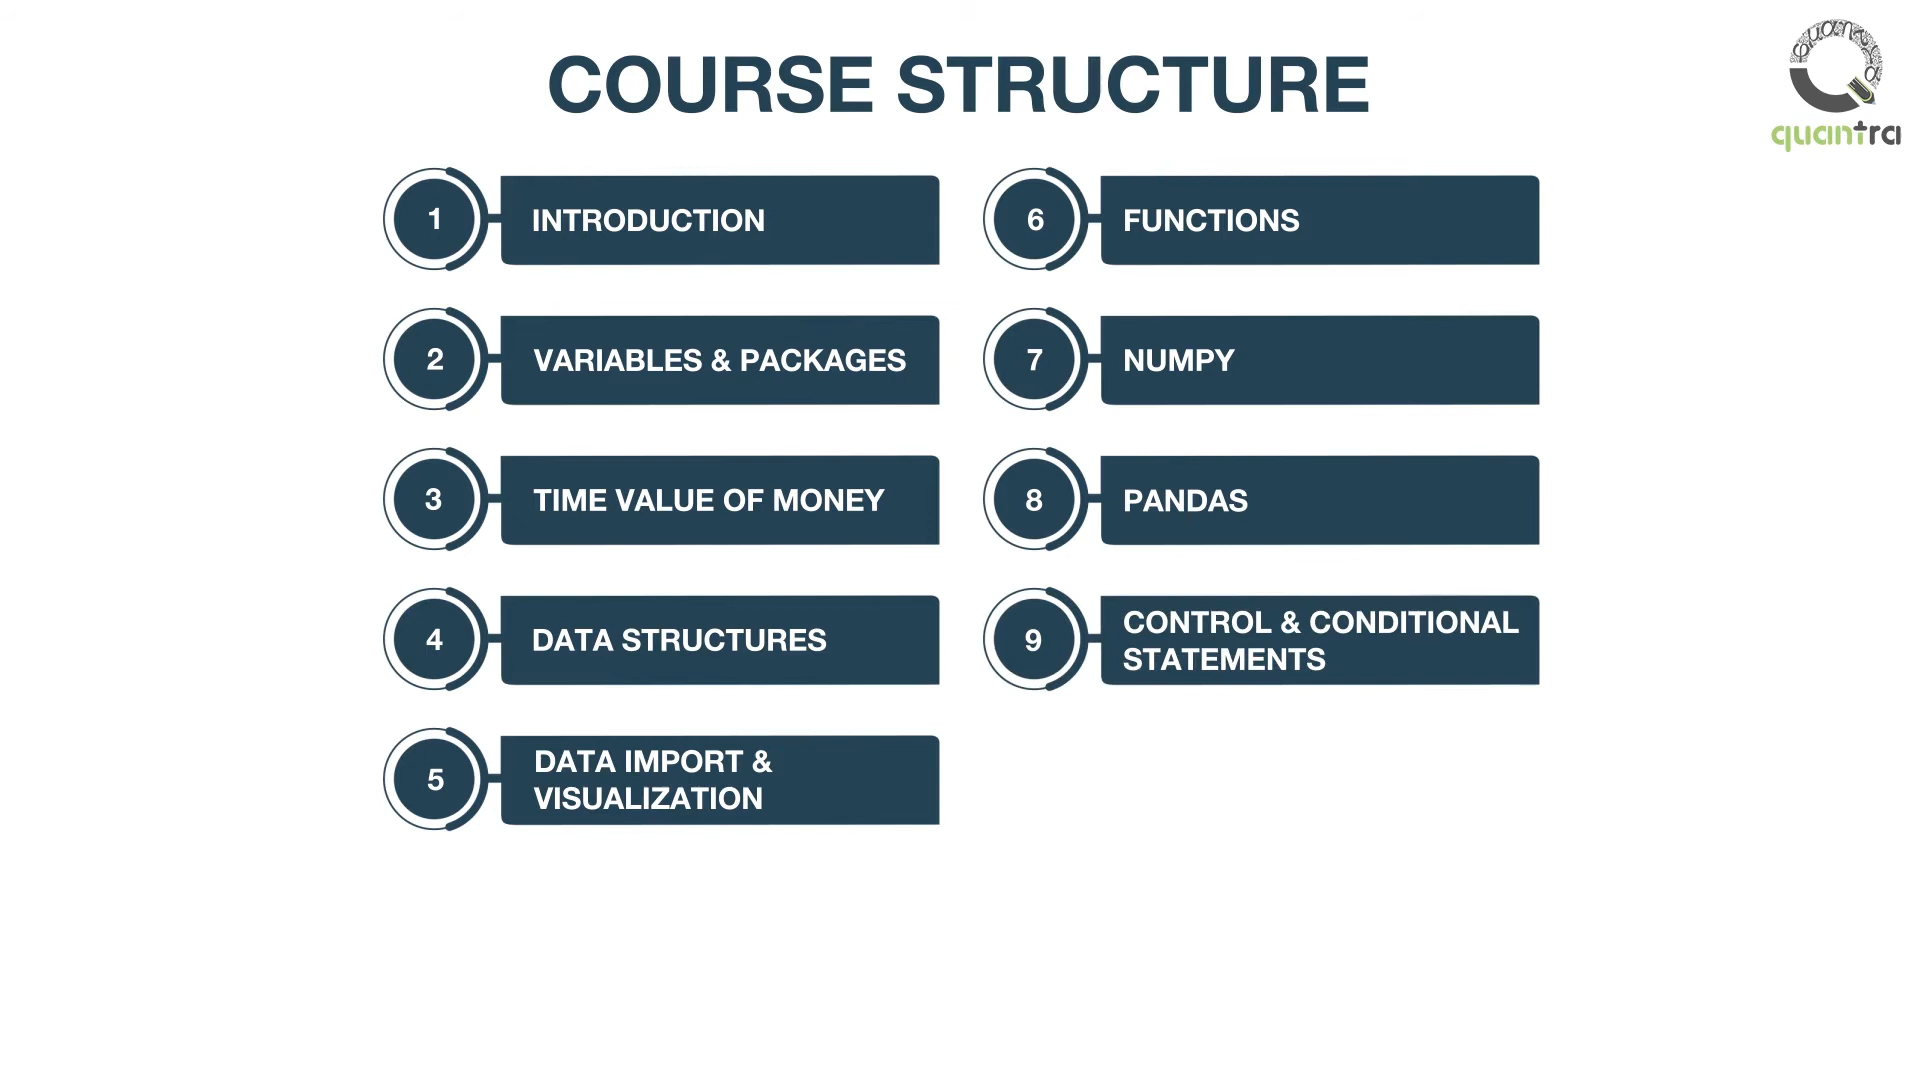 COURSE STRUCTURE
quantra
1
INTRODUCTION
2
VARIABLES & PACKAGES
3
TIME VALUE OF MONEY
4
DATA STRUCTURES
5
DATA IMPORT &
VISUALIZATION
6
FUNCTIONS
7
NUMPY
8
PANDAS
9
CONTROL & CONDITIONAL
STATEMENTS